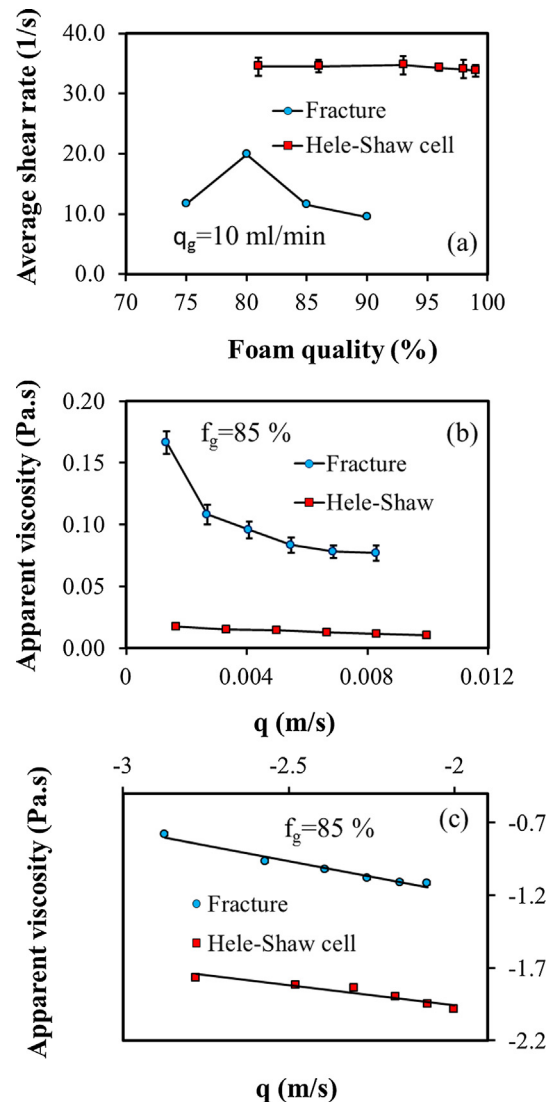 Average shear rate (1/s)
40.0
30.0
20.0
10.0
0.0
Fracture
Hele-Shaw cell
qg=10 ml/min
(a)
70 75 80 85 90 95 100
Foam quality (%)
Apparent viscosity (Pa.s)
0.20
0.15
0.10
0.05
0.00
fg=85 %
(b)
Fracture
Hele-Shaw
0 0.004 0.008 0.012
q (m/s)
-3 -2.5 -2
Apparent viscosity (Pa.s)
fg=85 %
(c)
Fracture
Hele-Shaw cell
-0.7
-1.2
-1.7
-2.2
q (m/s)